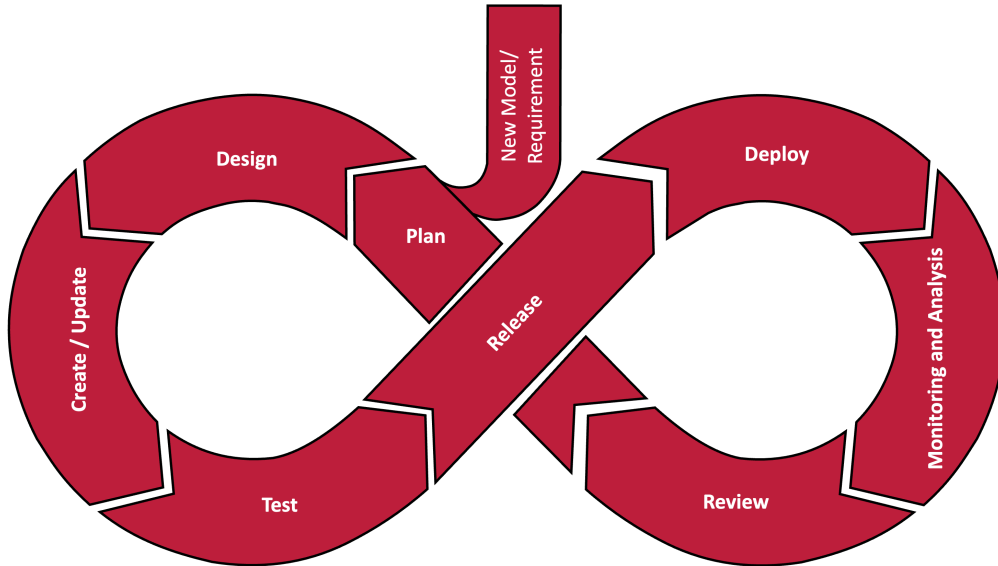 New Model/
Requirement
Plan
Design
Create / Update
Test
Release
Deploy
Monitoring and Analysis
Review